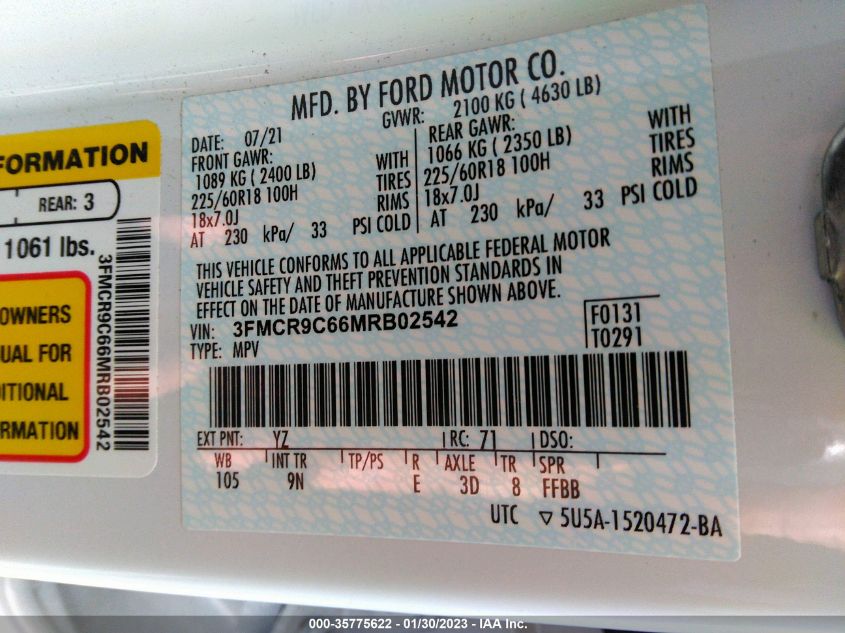 FORMATION
REAR: 3
1061 lbs.
3FMCR9C66MRB02542
OWNERS
UAL FOR
ITIONAL
RMATION
MFD. BY FORD MOTOR CO.
DATE: 07/21 GVWR: 2100 KG ( 4630 LB)
FRONT GAWR: REAR GAWR:
1089 KG ( 2400 LB) WITH 1066 KG ( 2350 LB) WITH
225/60R18 100H TIRES 225/60R18 100H TIRES
18x7.0J RIMS 18x7.0J RIMS
AT 230 kPa/ 33 PSI COLD AT 230 kPa/ 33 PSI COLD
THIS VEHICLE CONFORMS TO ALL APPLICABLE FEDERAL MOTOR
VEHICLE SAFETY AND THEFT PREVENTION STANDARDS IN
EFFECT ON THE DATE OF MANUFACTURE SHOWN ABOVE.
VIN: 3FMCR9C66MRB02542 F0131
TYPE: MPV T0291
EXT PNT: YZ RC: 71 DSO:
WB INT TR TP/PS R AXLE TR SPR
105 9N E 3D 8 FFBB
UTC ▽ 5U5A-1520472-BA
000-35775622 - 01/30/2023 - IAA Inc.